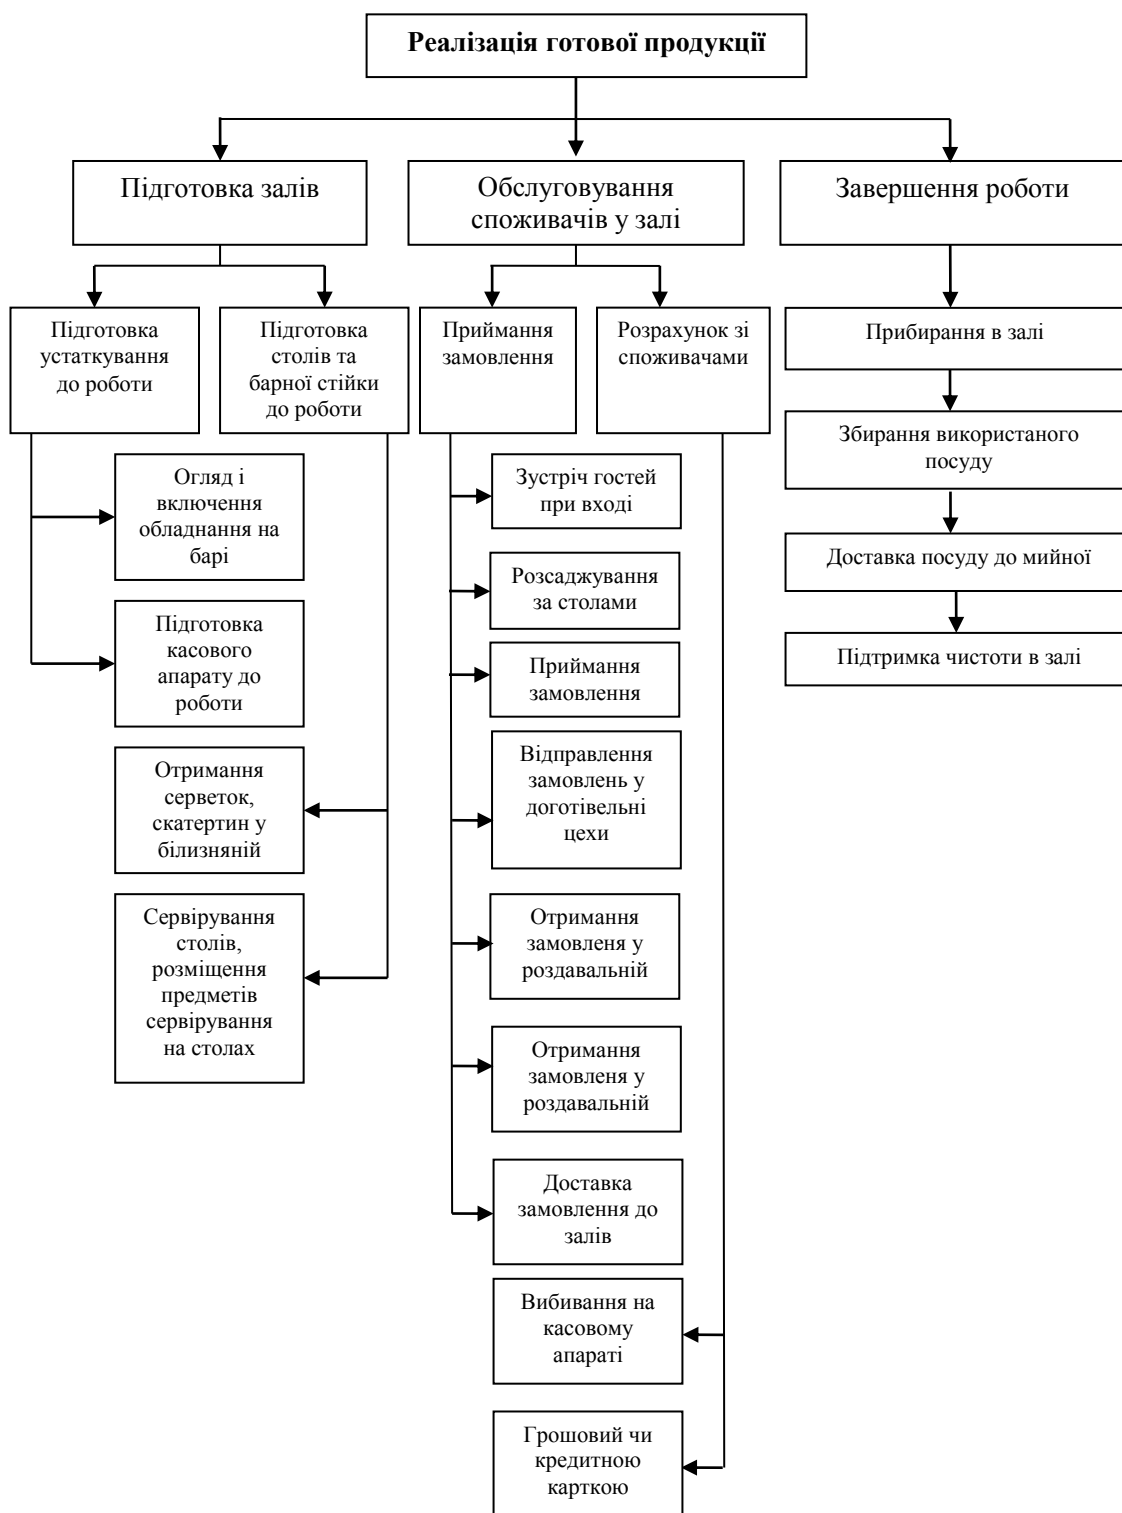 Реалізація готової продукції
Підготовка залів
Обслуговування
споживачів у залі
Завершення роботи
Підготовка
устаткування
до роботи
Підготовка
столів та
барної стійки
до роботи
Приймання
замовлення
Розрахунок зі
споживачами
Огляд і
включення
обладнання на
барі
Підготовка
касового
апарату до
роботи
Отримання
серветок,
скатертин у
білизняній
Сервірування
столів,
розміщення
предметів
сервірування
на столах
Зустріч гостей
при вході
Розсаджування
за столами
Приймання
замовлення
Відправлення
замовлень у
доготівельні
цехи
Отримання
замовленя у
роздавальній
Отримання
замовленя у
роздавальній
Доставка
замовлення до
залів
Вибивання на
касовому
апараті
Грошовий чи
кредитною
карткою
Прибирання в залі
Збирання використаного
посуду
Доставка посуду до мийної
Підтримка чистоти в залі